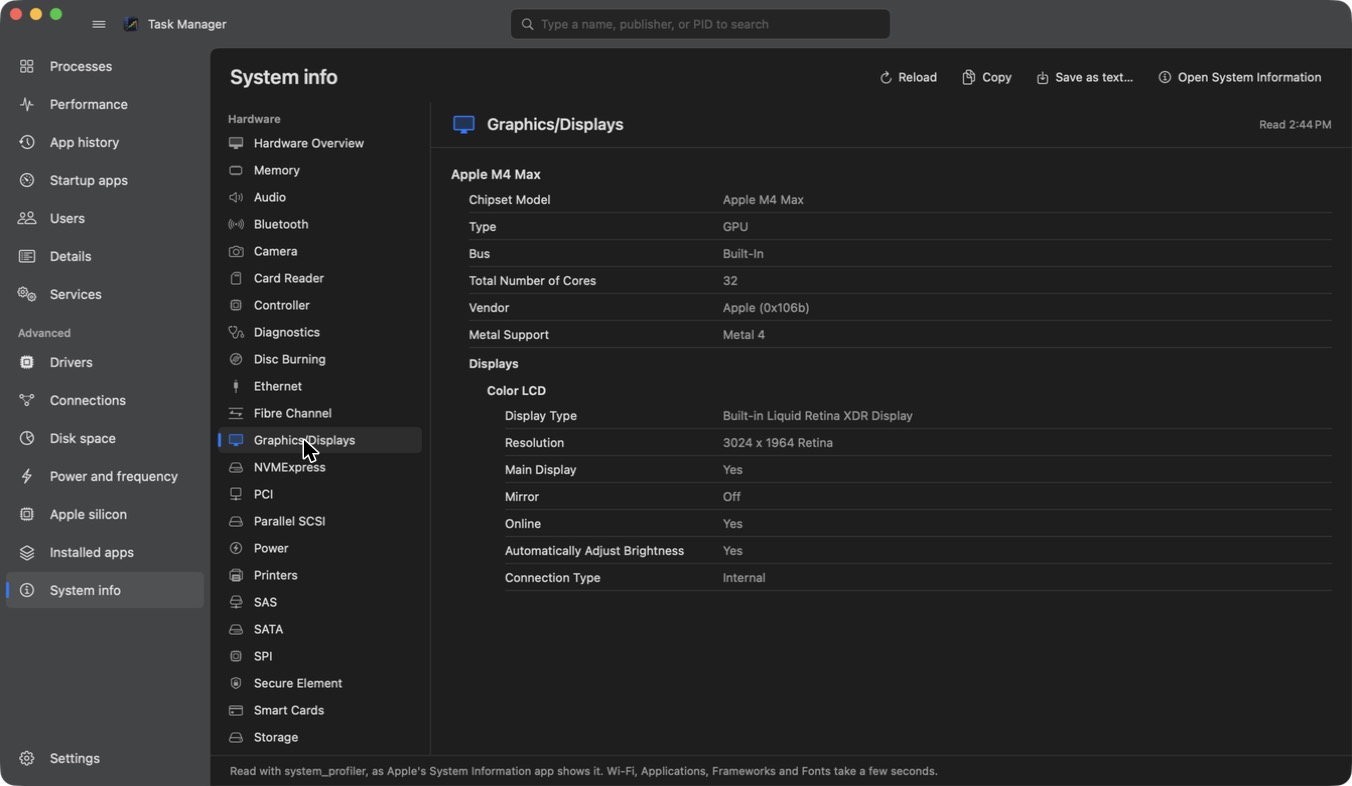 Task Manager
Type a name, publisher, or PID to search
Processes
Performance
App history
Startup apps
Users
Details
Services
Advanced
Drivers
Connections
Disk space
Power and frequency
Apple silicon
Installed apps
System info
Settings
System info
Reload
Copy
Save as text...
Open System Information
Hardware
Hardware Overview
Memory
Audio
Bluetooth
Camera
Card Reader
Controller
Diagnostics
Disc Burning
Ethernet
Fibre Channel
Graphics/Displays
NVMExpress
PCI
Parallel SCSI
Power
Printers
SAS
SATA
SPI
Secure Element
Smart Cards
Storage
Graphics/Displays
Read 2:44 PM
Apple M4 Max
Chipset Model Apple M4 Max
Type GPU
Bus Built-In
Total Number of Cores 32
Vendor Apple (0x106b)
Metal Support Metal 4
Displays
Color LCD
Display Type Built-in Liquid Retina XDR Display
Resolution 3024 x 1964 Retina
Main Display Yes
Mirror Off
Online Yes
Automatically Adjust Brightness Yes
Connection Type Internal
Read with system_profiler, as Apple's System Information app shows it. Wi-Fi, Applications, Frameworks and Fonts take a few seconds.